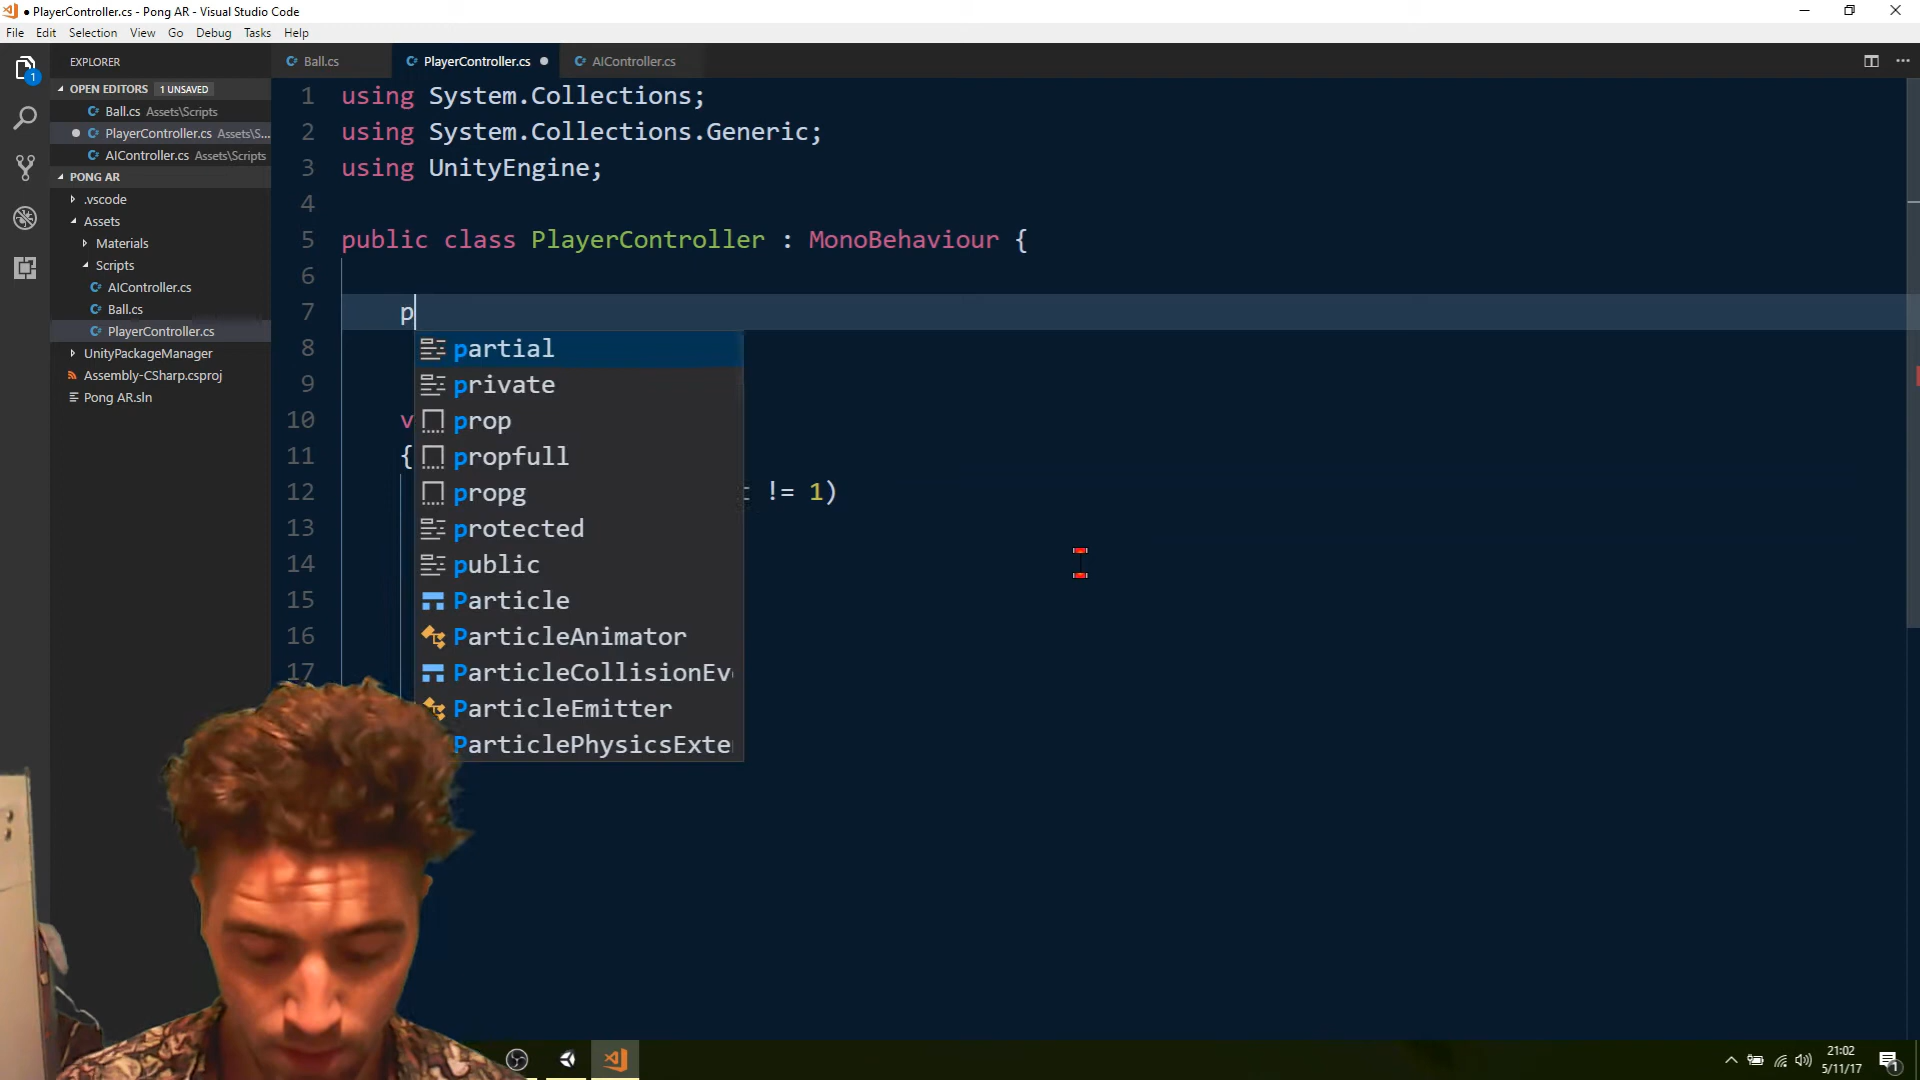 PlayerController.cs - Pong AR - Visual Studio Code
File Edit Selection View Go Debug Tasks Help
EXPLORER
Ball.cs PlayerController.cs AIController.cs
OPEN EDITORS 1 UNSAVED
Ball.cs Assets\Scripts
PlayerController.cs Assets\S...
AIController.cs Assets\Scripts
PONG AR
.vscode
Assets
Materials
Scripts
AIController.cs
Ball.cs
PlayerController.cs
UnityPackageManager
Assembly-CSharp.csproj
Pong AR.sln
1
1 using System.Collections;
2 using System.Collections.Generic;
3 using UnityEngine;
4
5 public class PlayerController : MonoBehaviour {
6
7 p
8
9
10 v
11 {
12 != 1)
13
14
15
16
17
partial
private
prop
propfull
propg
protected
public
Particle
ParticleAnimator
ParticleCollisionEv
ParticleEmitter
ParticlePhysicsExte
21:02
5/11/17
1